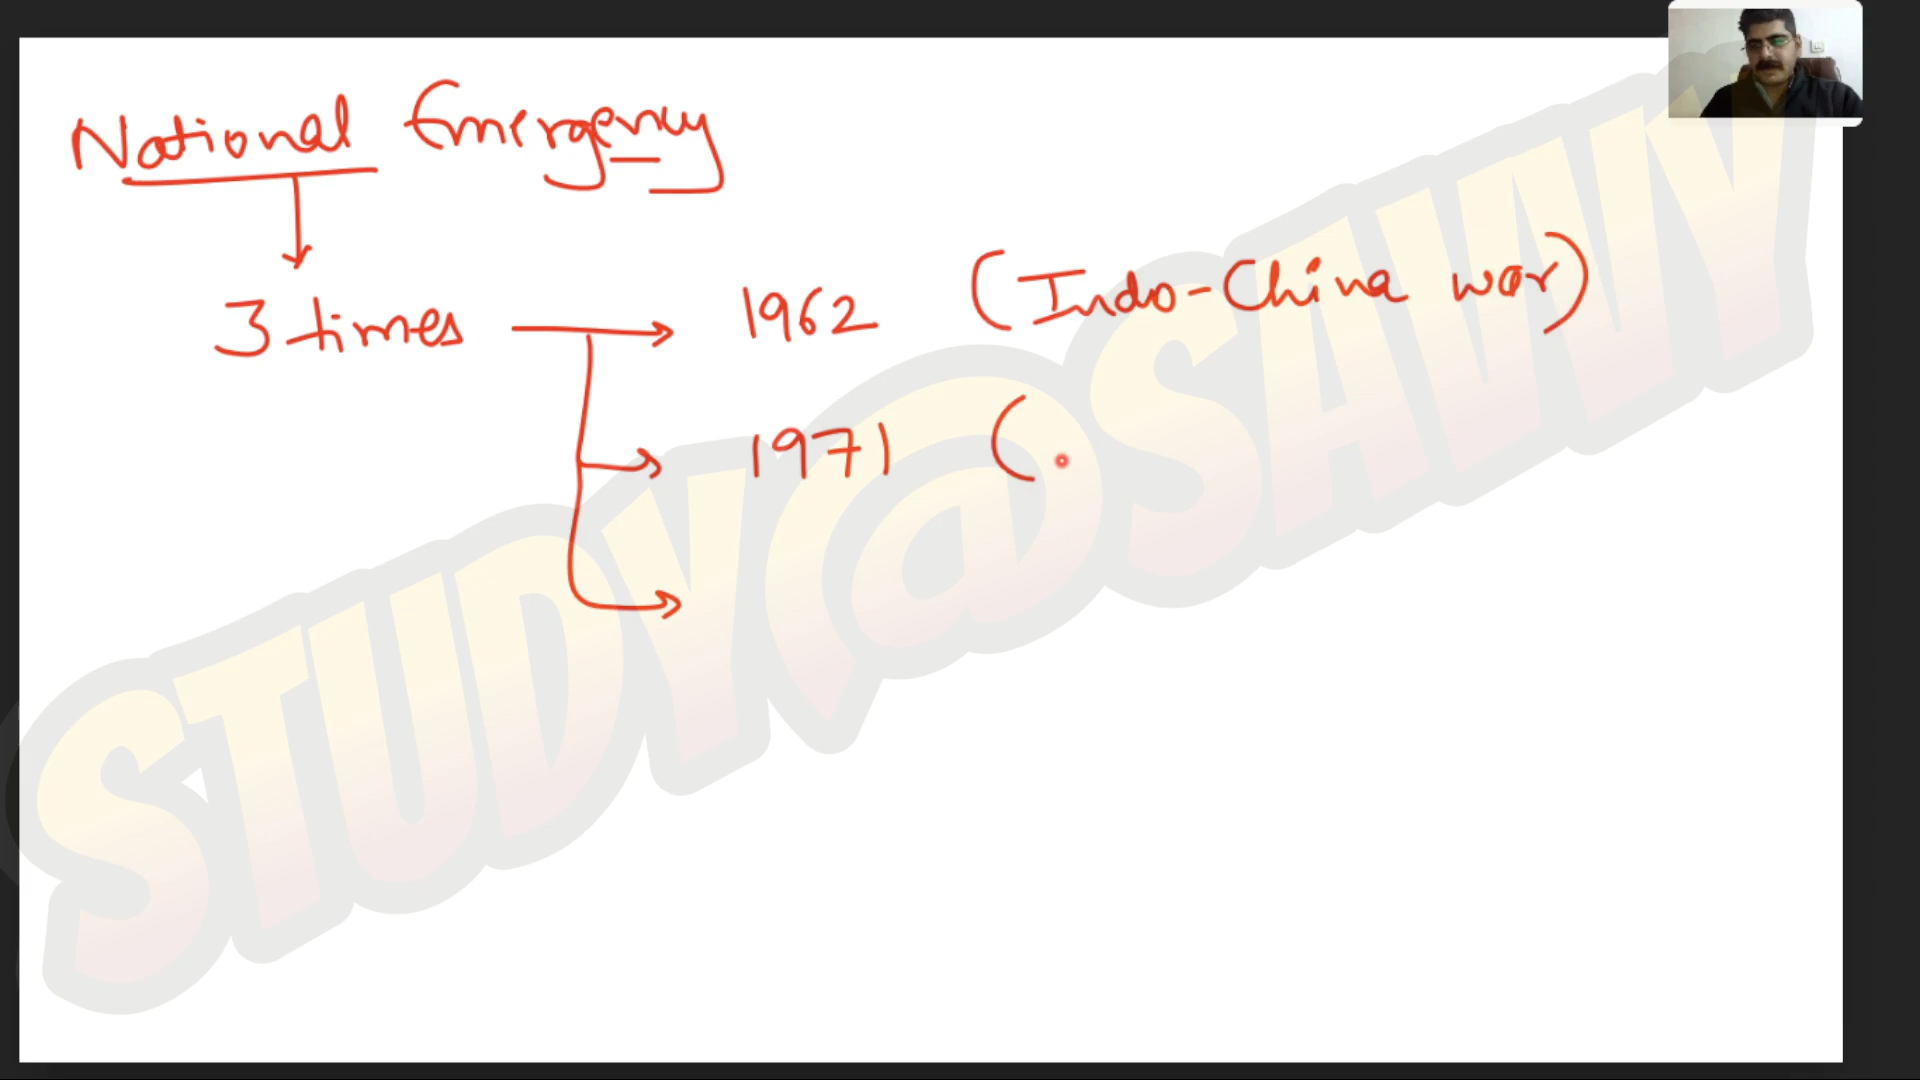 National Emergency
3 times → 1962 (Indo-China war)
→ 1971 (
→
STUDY@SAVVY